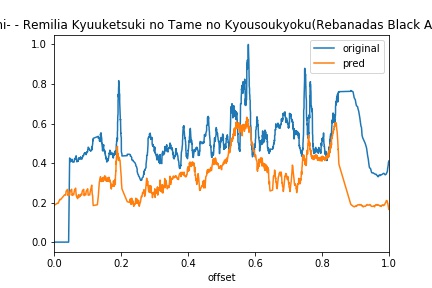 ni- - Remilia Kyuuketsuki no Tame no Kyousoukyoku(Rebanadas Black A
1.0
0.8
0.6
0.4
0.2
0.0
original
pred
0.0 0.2 0.4 0.6 0.8 1.0
offset